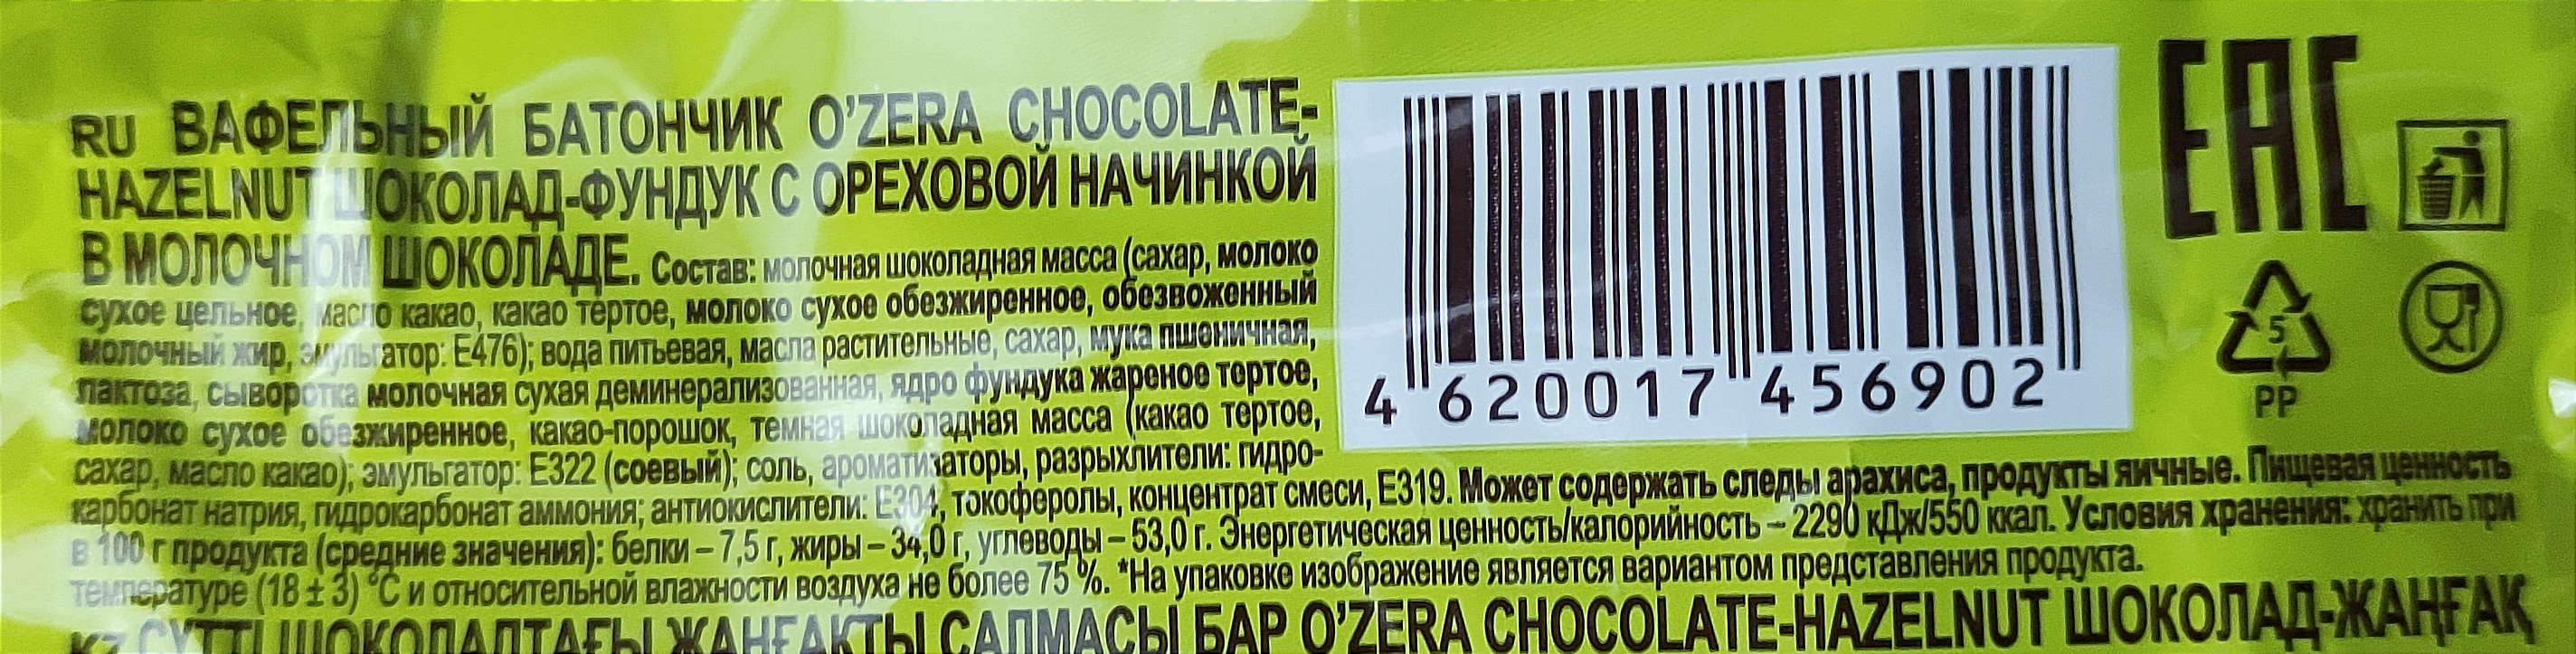 RU ВАФЕЛЬНЫЙ БАТОНЧИК O'ZERA CHOCOLATE-
HAZELNUT ШОКОЛАД-ФУНДУК С ОРЕХОВОЙ НАЧИНКОЙ
В МОЛОЧНОМ ШОКОЛАДЕ. Состав: молочная шоколадная масса (сахар, молоко
сухое цельное, масло какао, какао тертое, молоко сухое обезжиренное, обезвоженный
молочный жир, эмульгатор: Е476); вода питьевая, масла растительные, сахар, мука пшеничная,
лактоза, сыворотка молочная сухая деминерализованная, ядро фундука жареное тертое,
молоко сухое обезжиренное, какао-порошок, темная шоколадная масса (какао тертое,
сахар, масло какао); эмульгатор: Е322 (соевый); соль, ароматизаторы, разрыхлители: гидро-
карбонат натрия, гидрокарбонат аммония; антиокислители: Е304, токоферолы, концентрат смеси, Е319. Может содержать следы арахиса, продукты яичные. Пищевая ценность
в 100 г продукта (средние значения): белки – 7,5 г, жиры – 34,0 г, углеводы – 53,0 г. Энергетическая ценность/калорийность – 2290 кДж/550 ккал. Условия хранения: хранить при
температуре (18 ± 3) °С и относительной влажности воздуха не более 75 %. *На упаковке изображение является вариантом представления продукта.
KZ СҮТТІ ШОКОЛАДТАҒЫ ЖАҢҒАҚТЫ САЛМАСЫ БАР O'ZERA CHOCOLATE-HAZELNUT ШОКОЛАД-ЖАҢҒАҚ
4 620017 456902
EAC
5
PP